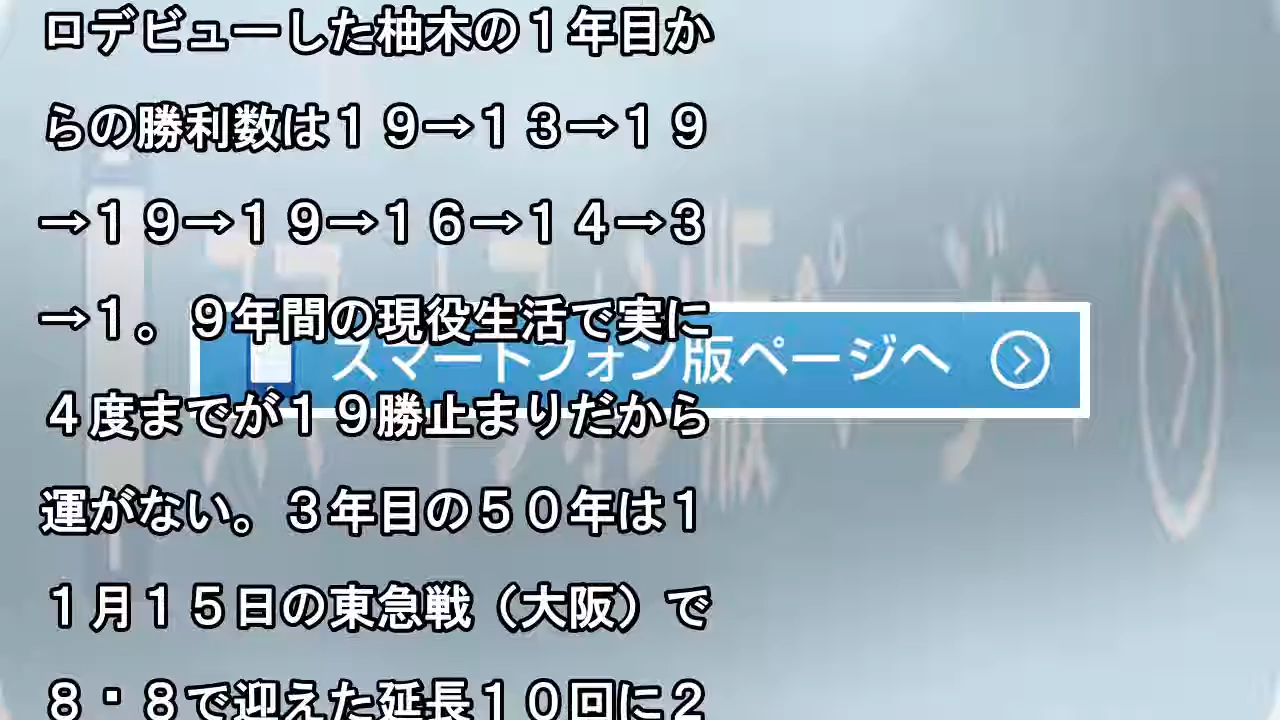 ロデビューした柚木の１年目か
らの勝利数は１９→１３→１９
→１９→１９→１６→１４→３
→１。９年間の現役生活で実に
スマートフォン版ページへ
４度までが１９勝止まりだから
運がない。３年目の５０年は１
１月１５日の東急戦（大阪）で
８・８で迎えた延長１０回に２